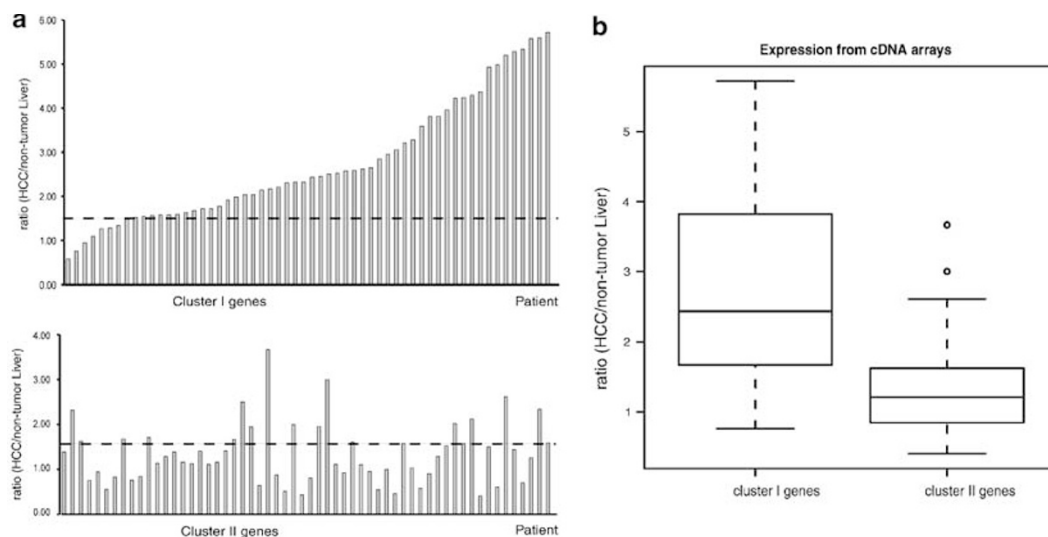 a
6.00
5.00
4.00
3.00
2.00
1.00
0.00
ratio (HCC/non-tumor Liver)
Cluster I genes
Patient
4.00
3.00
2.00
1.00
0.00
ratio (HCC/non-tumor Liver)
Cluster II genes
Patient
b
Expression from cDNA arrays
5
4
3
2
1
ratio (HCC/non-tumor Liver)
cluster I genes
cluster II genes